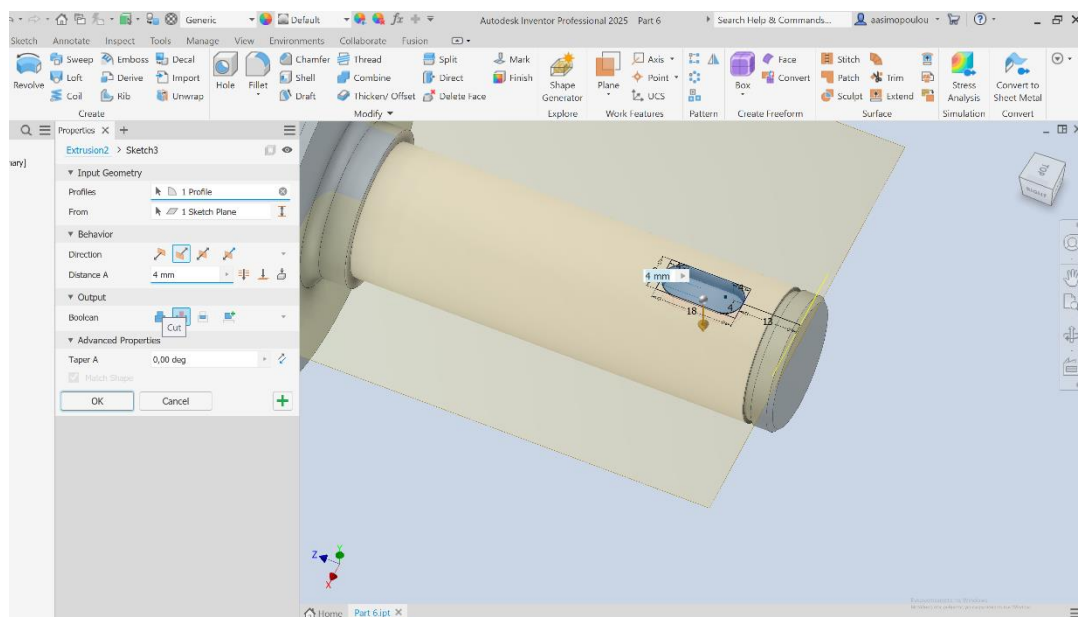 Generic
Default
Autodesk Inventor Professional 2025 Part 6
Search Help & Commands...
aasimopoulou
Sketch Annotate Inspect Tools Manage View Environments Collaborate Fusion
Sweep Emboss Decal Chamfer Thread Split Mark Axis Face Stitch
Revolve Loft Derive Import Hole Fillet Shell Combine Direct Finish Shape Generator Plane Point Box Convert Patch Trim Stress Analysis Convert to Sheet Metal
Coil Rib Unwrap Draft Thicken/ Offset Delete Face UCS Sculpt Extend
Create Modify Explore Work Features Pattern Create Freeform Surface Simulation Convert
Properties
nary]
Extrusion2 > Sketch3
Input Geometry
Profiles 1 Profile
From 1 Sketch Plane
Behavior
Direction
Distance A 4 mm
Output
Boolean
Cut
Advanced Properties
Taper A 0,00 deg
Match Shape
OK Cancel
4 mm
18
4
13
TOP
RIGHT
Z
Y
X
Home Part 6.ipt